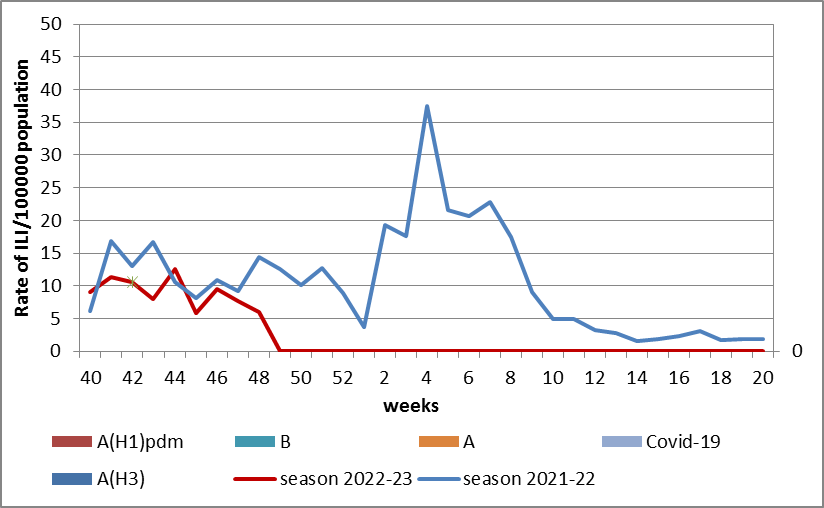 Rate of ILI/100000 population
50
45
40
35
30
25
20
15
10
5
0
0
40 42 44 46 48 50 52 2 4 6 8 10 12 14 16 18 20
weeks
A(H1)pdm B A Covid-19
A(H3) season 2022-23 season 2021-22